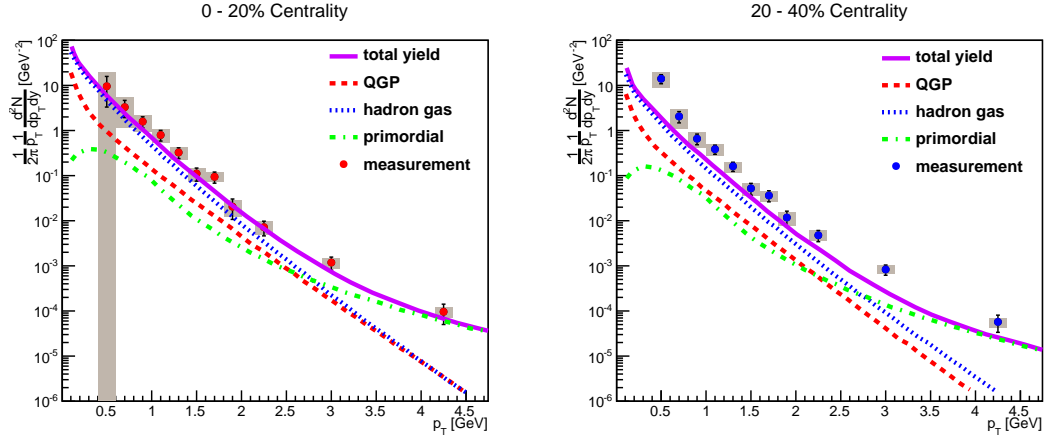 0 - 20% Centrality
1/2π 1/p_T d²N/dp_Tdy [GeV⁻²]
10²
10
1
10⁻¹
10⁻²
10⁻³
10⁻⁴
10⁻⁵
10⁻⁶
total yield
QGP
hadron gas
primordial
measurement
0.5 1 1.5 2 2.5 3 3.5 4 4.5
p_T [GeV]
20 - 40% Centrality
1/2π 1/p_T d²N/dp_Tdy [GeV⁻²]
10²
10
1
10⁻¹
10⁻²
10⁻³
10⁻⁴
10⁻⁵
10⁻⁶
total yield
QGP
hadron gas
primordial
measurement
0.5 1 1.5 2 2.5 3 3.5 4 4.5
p_T [GeV]